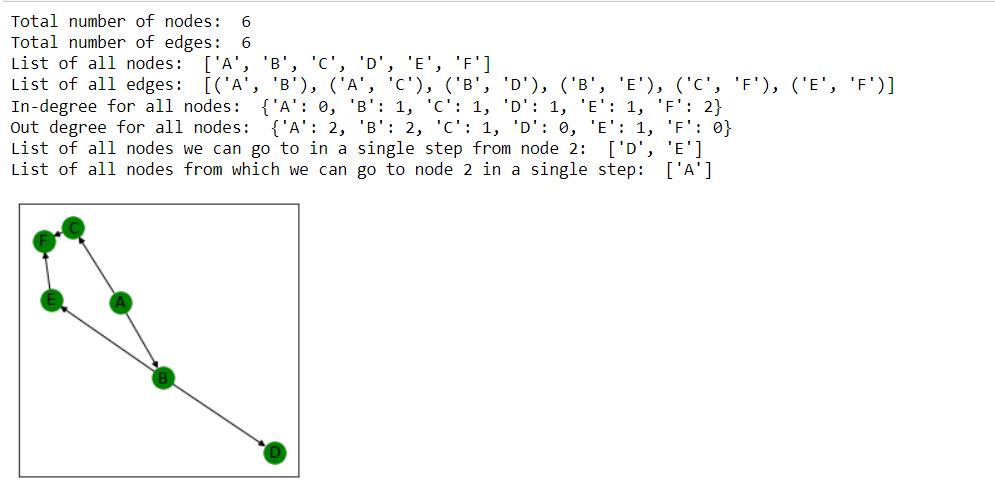 Total number of nodes:  6
Total number of edges:  6
List of all nodes:  ['A', 'B', 'C', 'D', 'E', 'F']
List of all edges:  [('A', 'B'), ('A', 'C'), ('B', 'D'), ('B', 'E'), ('C', 'F'), ('E', 'F')]
In-degree for all nodes:  {'A': 0, 'B': 1, 'C': 1, 'D': 1, 'E': 1, 'F': 2}
Out degree for all nodes:  {'A': 2, 'B': 2, 'C': 1, 'D': 0, 'E': 1, 'F': 0}
List of all nodes we can go to in a single step from node 2:  ['D', 'E']
List of all nodes from which we can go to node 2 in a single step:  ['A']
C
F
E
A
B
D